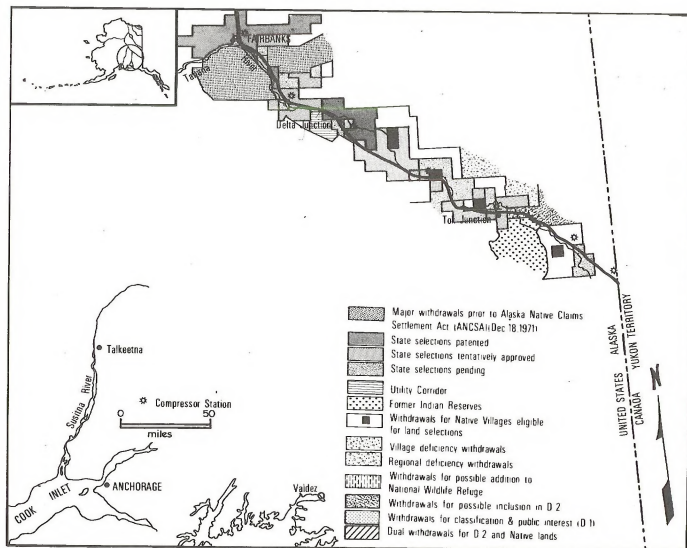 FAIRBANKS
Tanana
River
Delta Junction
Tok Junction
UNITED STATES ALASKA
CANADA YUKON TERRITORY
N
Major withdrawals prior to Alaska Native Claims
Settlement Act (ANCSA)(Dec 18 1971)
State selections patented
State selections tentatively approved
State selections pending
Utility Corridor
Former Indian Reserves
Withdrawals for Native Villages eligible
for land selections
Village deficiency withdrawals
Regional deficiency withdrawals
Withdrawals for possible addition to
National Wildlife Refuge
Withdrawals for possible inclusion in D 2
Withdrawals for classification & public interest (D 1)
Dual withdrawals for D 2 and Native lands
Talkeetna
Susitna River
Compressor Station
0 50
miles
COOK INLET
ANCHORAGE
Valdez